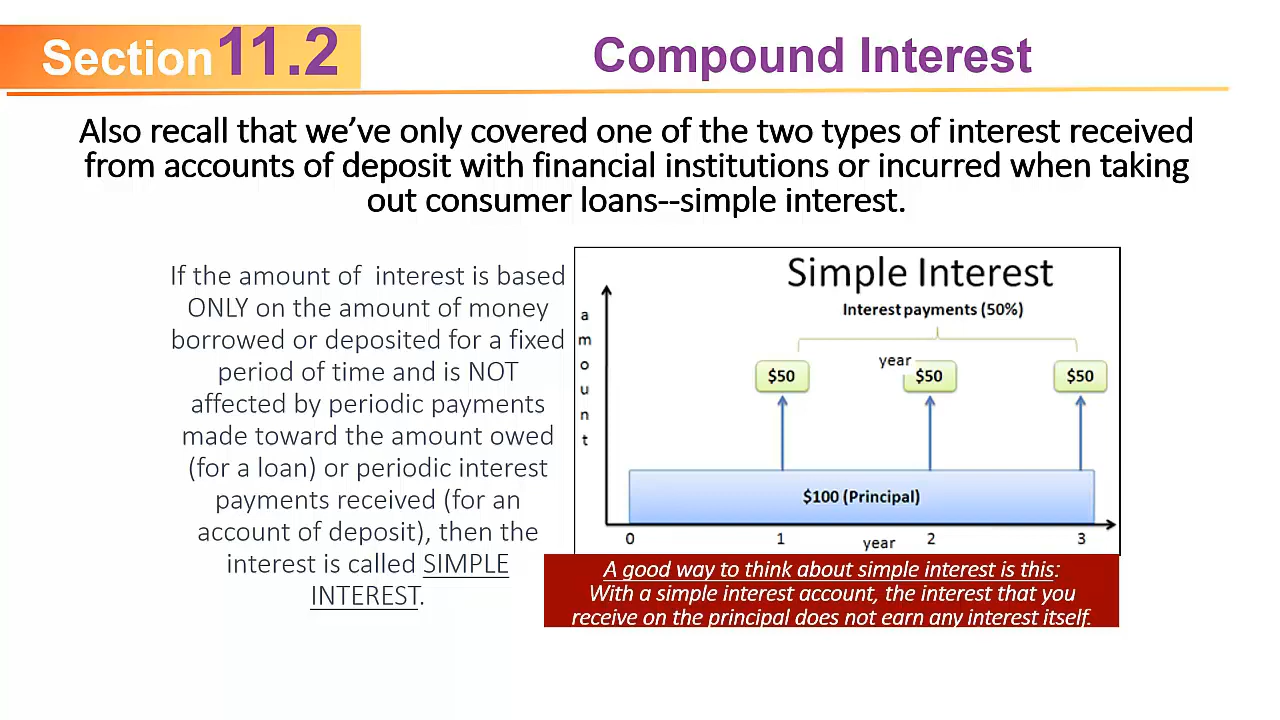 Section 11.2
Compound Interest
Also recall that we’ve only covered one of the two types of interest received
from accounts of deposit with financial institutions or incurred when taking
out consumer loans--simple interest.
If the amount of  interest is based
ONLY on the amount of money
borrowed or deposited for a fixed
period of time and is NOT
affected by periodic payments
made toward the amount owed
(for a loan) or periodic interest
payments received (for an
account of deposit), then the
interest is called SIMPLE
INTEREST.
Simple Interest
Interest payments (50%)
amount
year
$50
$50
$50
$100 (Principal)
0 1 2 3
year
A good way to think about simple interest is this:
With a simple interest account, the interest that you
receive on the principal does not earn any interest itself.